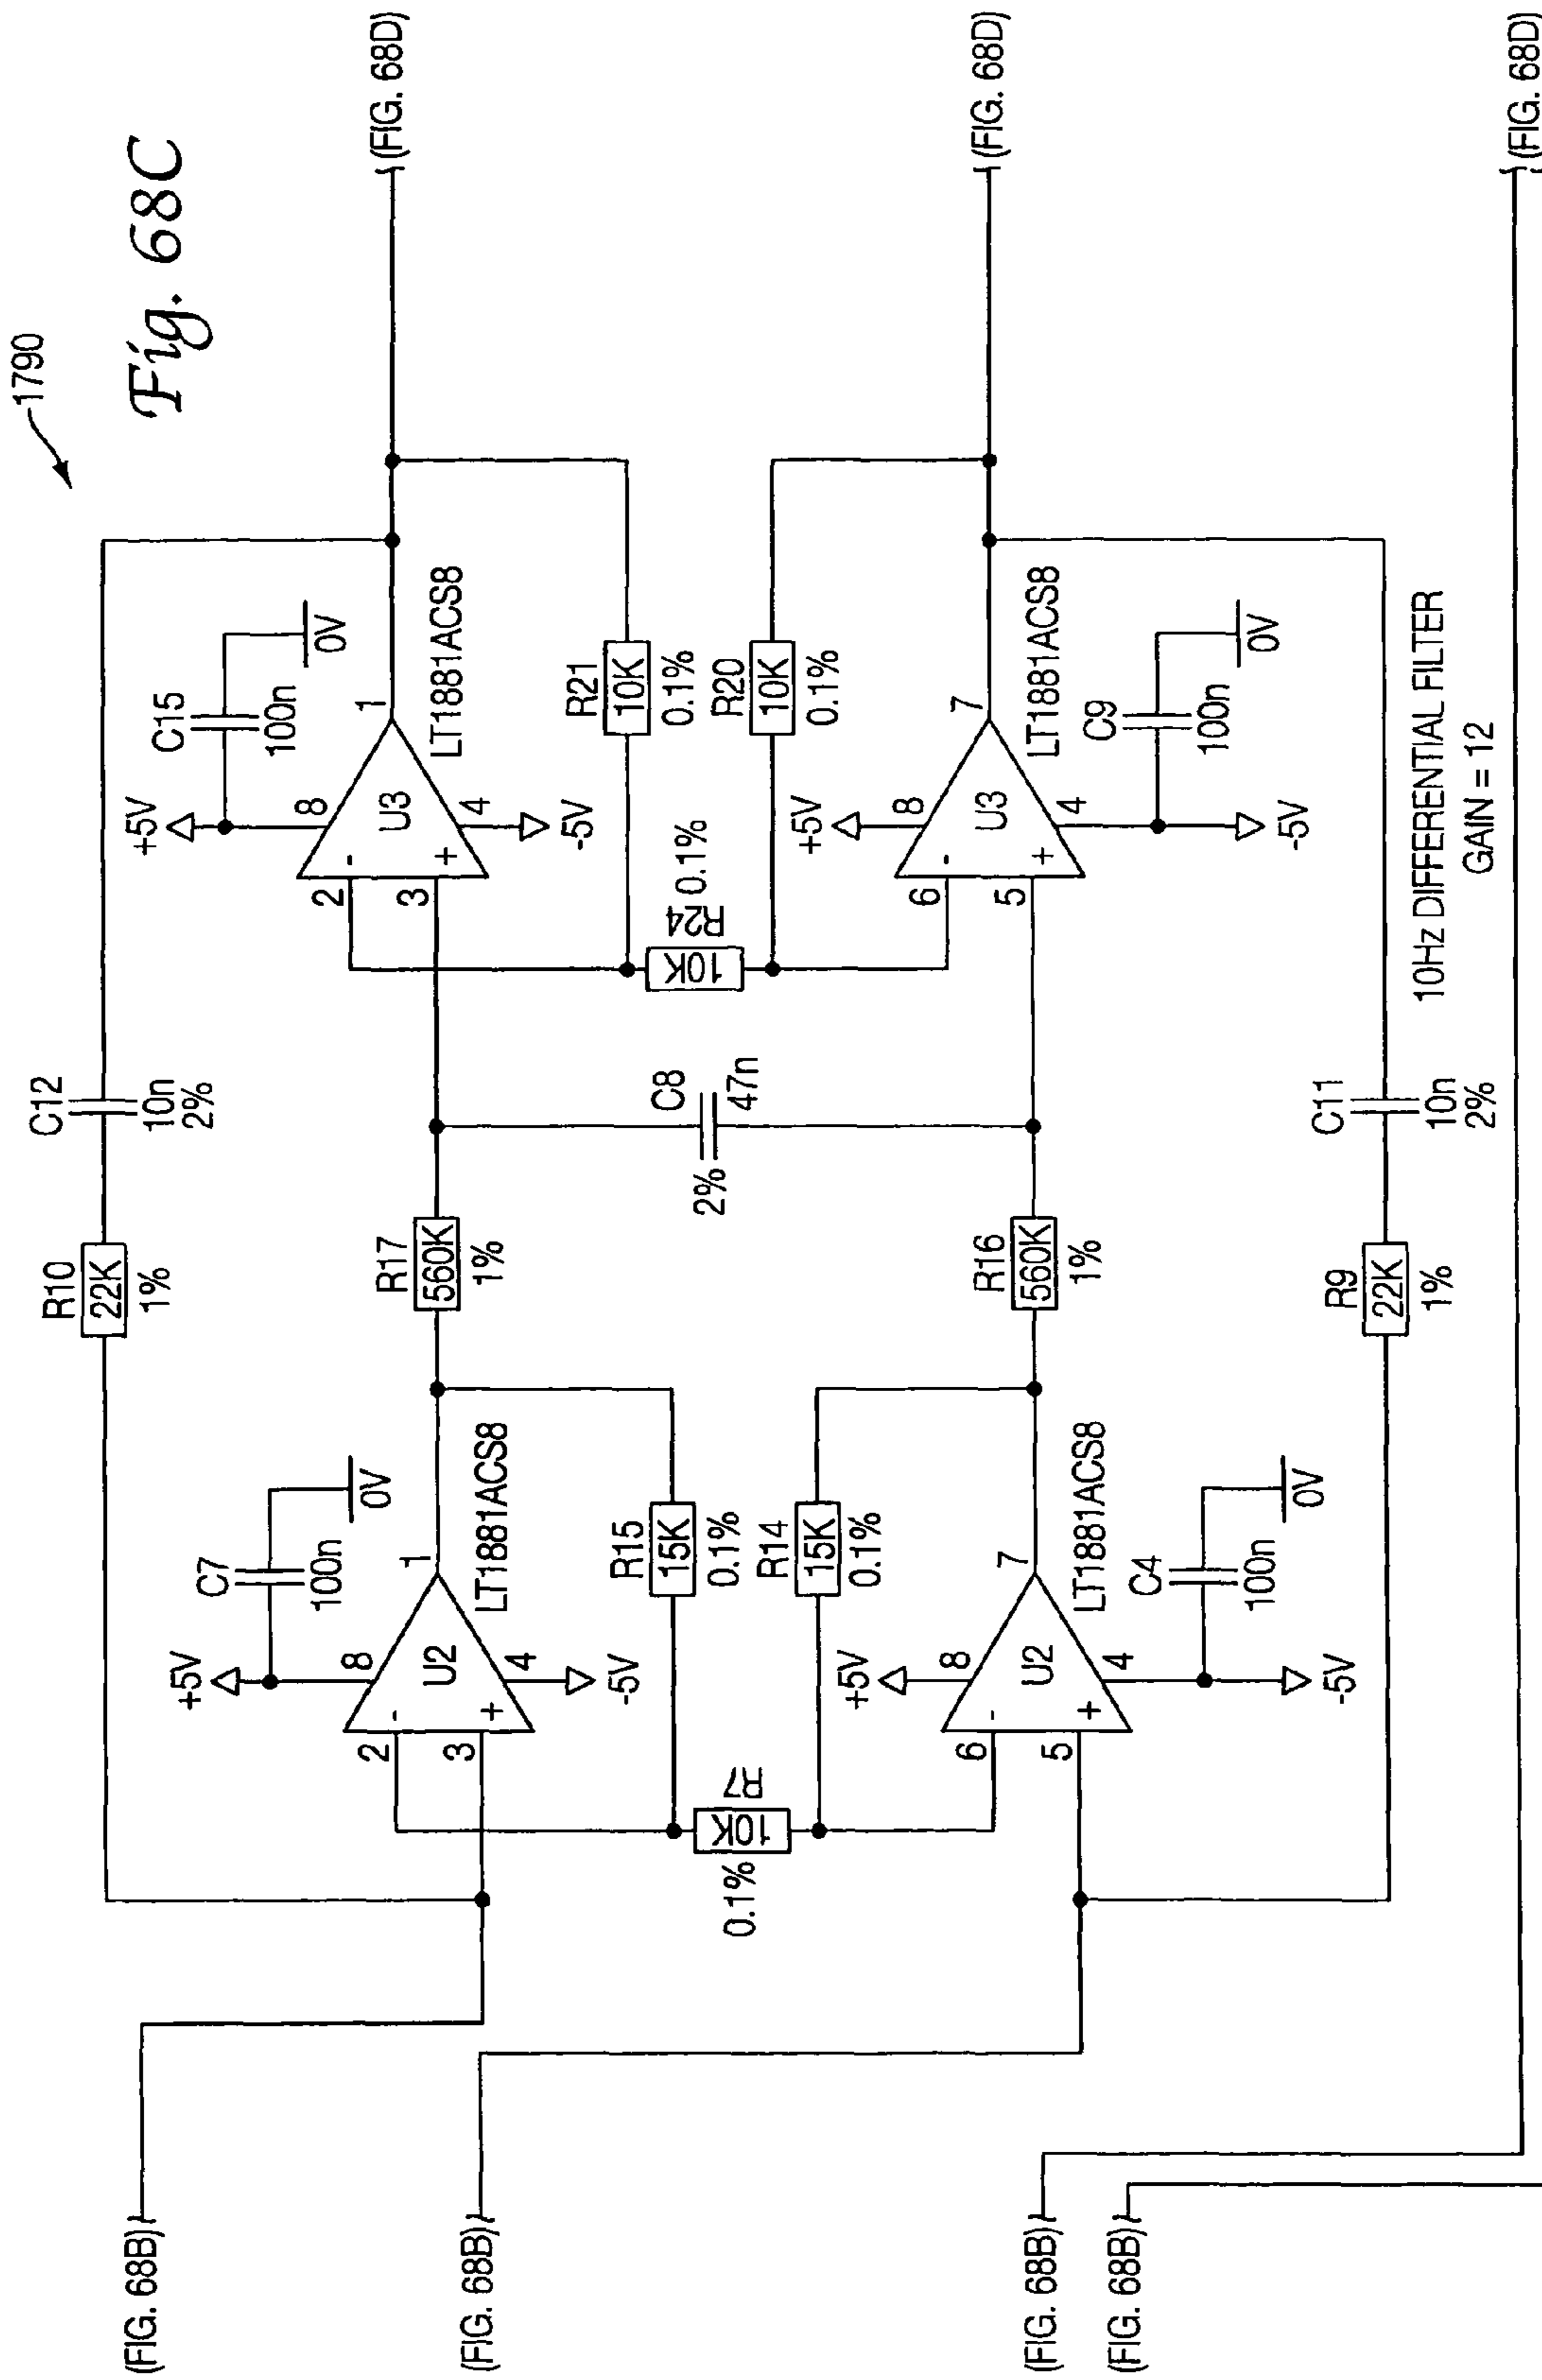 1790
Fig. 68C
(FIG. 68B)
(FIG. 68B)
(FIG. 68B)
(FIG. 68B)
R10
22K
1%
C12
10n
2%
+5V
C7
100n
0V
8
2
-
3
+
U2
1
4
-5V
LT1881ACS8
R15
15K
0.1%
R7
10K
0.1%
R14
15K
0.1%
+5V
8
6
-
5
+
U2
7
4
-5V
LT1881ACS8
C4
100n
0V
R17
560K
1%
C8
47n
2%
R16
560K
1%
+5V
C15
100n
0V
8
2
-
3
+
U3
1
4
-5V
LT1881ACS8
R21
10K
0.1%
R24
10K
0.1%
R20
10K
0.1%
+5V
8
6
-
5
+
U3
7
4
-5V
LT1881ACS8
C9
100n
0V
R9
22K
1%
C11
10n
2%
10Hz DIFFERENTIAL FILTER
GAIN = 12
(FIG. 68D)
(FIG. 68D)
(FIG. 68D)